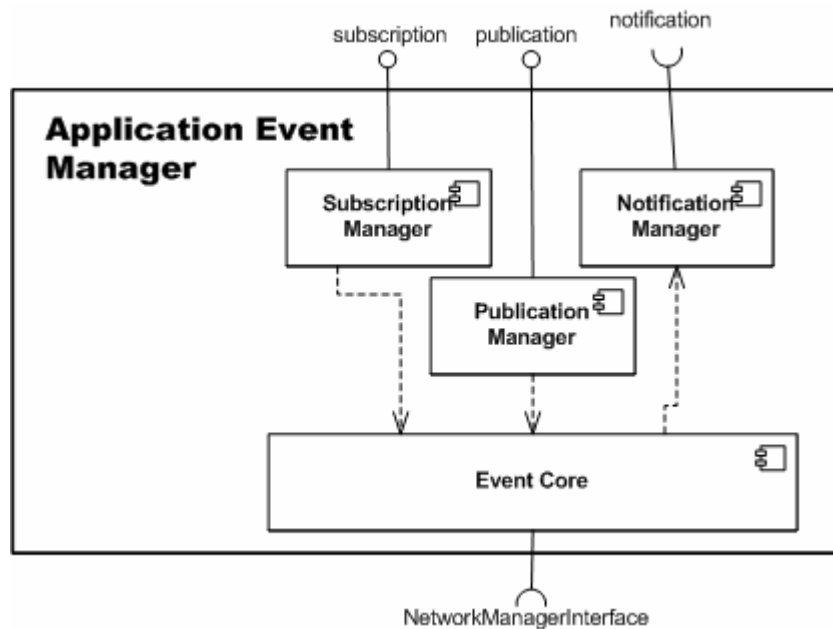 subscription
publication
notification
Application Event
Manager
Subscription
Manager
Notification
Manager
Publication
Manager
Event Core
NetworkManagerInterface